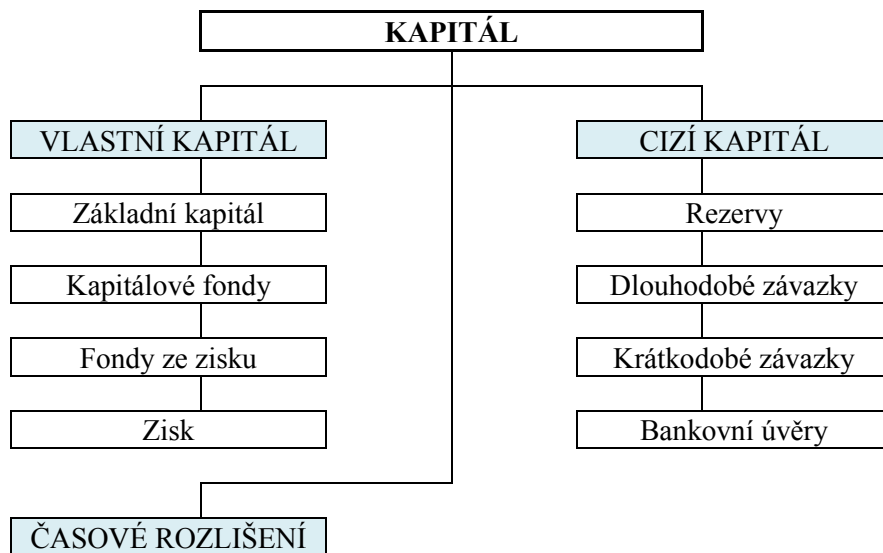 KAPITÁL
VLASTNÍ KAPITÁL
Základní kapitál
Kapitálové fondy
Fondy ze zisku
Zisk
CIZÍ KAPITÁL
Rezervy
Dlouhodobé závazky
Krátkodobé závazky
Bankovní úvěry
ČASOVÉ ROZLIŠENÍ